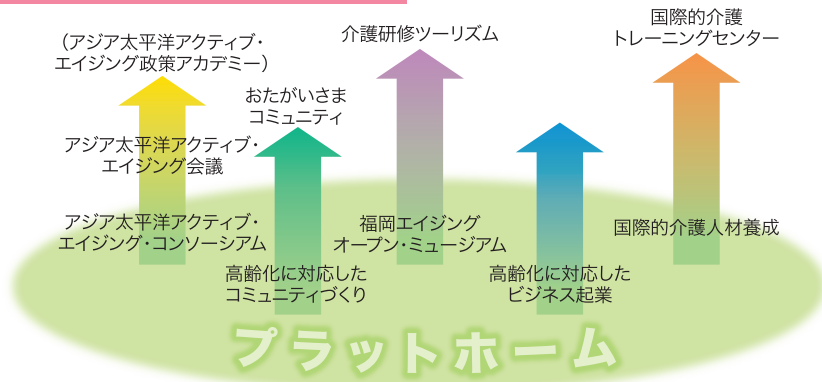 (アジア太平洋アクティブ・
エイジング政策アカデミー)
アジア太平洋アクティブ・
エイジング会議
アジア太平洋アクティブ・
エイジング・コンソーシアム
おたがいさま
コミュニティ
高齢化に対応した
コミュニティづくり
介護研修ツーリズム
福岡エイジング
オープン・ミュージアム
高齢化に対応した
ビジネス起業
国際的介護
トレーニングセンター
国際的介護人材養成
プラットホーム